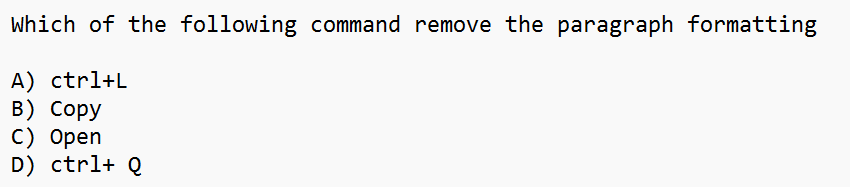 Which of the following command remove the paragraph formatting
A) ctrl+L
B) Copy
C) Open
D) ctrl+ Q